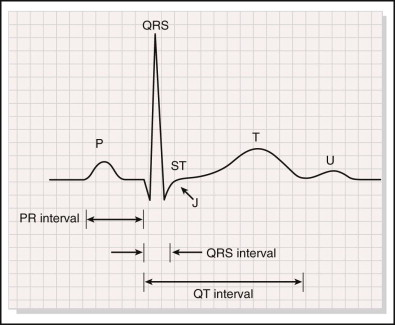 QRS
P
ST
T
U
J
PR interval
QRS interval
QT interval